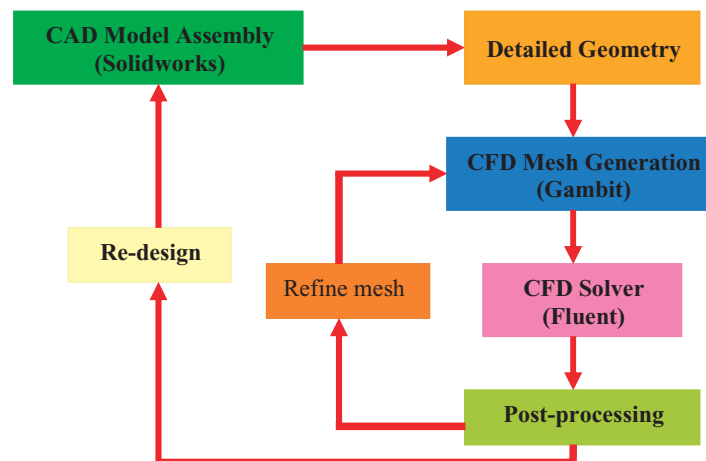 CAD Model Assembly
(Solidworks)
Detailed Geometry
CFD Mesh Generation
(Gambit)
Re-design
Refine mesh
CFD Solver
(Fluent)
Post-processing